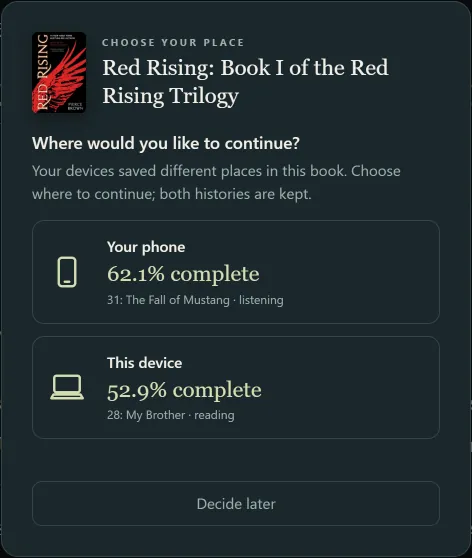 RED RISING
PIERCE
BROWN
CHOOSE YOUR PLACE
Red Rising: Book I of the Red
Rising Trilogy
Where would you like to continue?
Your devices saved different places in this book. Choose
where to continue; both histories are kept.
Your phone
62.1% complete
31: The Fall of Mustang · listening
This device
52.9% complete
28: My Brother · reading
Decide later